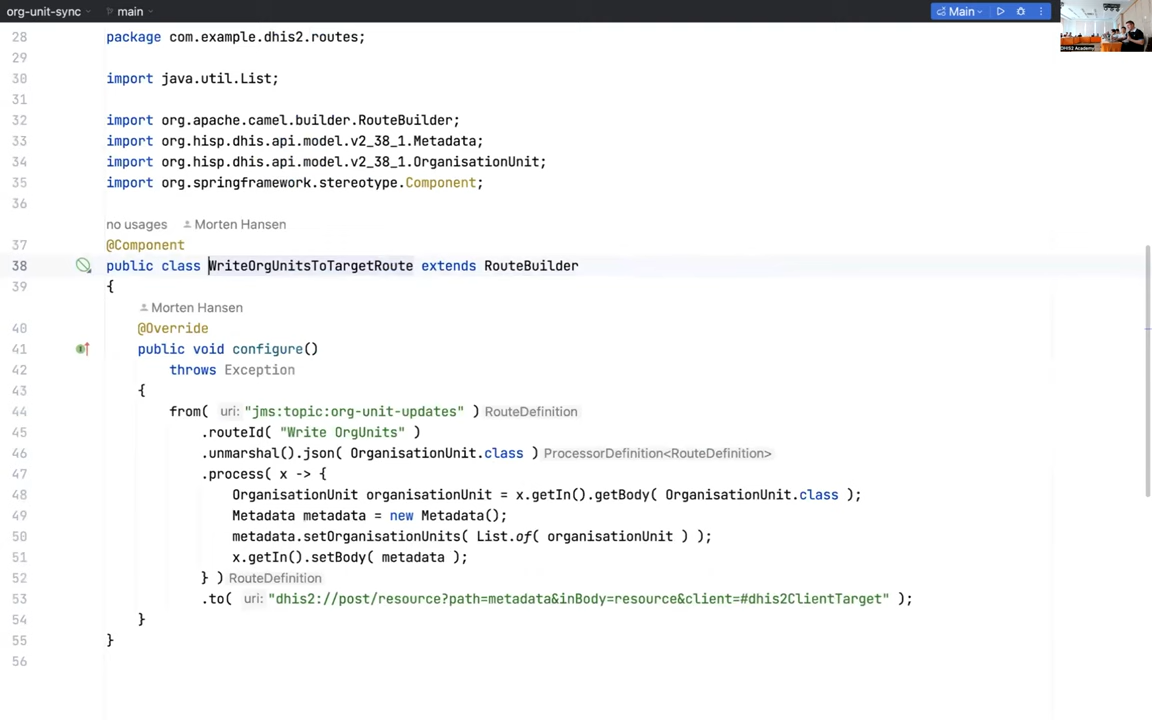 org-unit-sync main Main
28 package com.example.dhis2.routes;
29
30 import java.util.List;
31
32 import org.apache.camel.builder.RouteBuilder;
33 import org.hisp.dhis.api.model.v2_38_1.Metadata;
34 import org.hisp.dhis.api.model.v2_38_1.OrganisationUnit;
35 import org.springframework.stereotype.Component;
36
no usages Morten Hansen
37 @Component
38 public class WriteOrgUnitsToTargetRoute extends RouteBuilder
39 {
Morten Hansen
40 @Override
41 public void configure()
42 throws Exception
43 {
44 from( uri: "jms:topic:org-unit-updates" ) RouteDefinition
45 .routeId( "Write OrgUnits" )
46 .unmarshal().json( OrganisationUnit.class ) ProcessorDefinition<RouteDefinition>
47 .process( x -> {
48 OrganisationUnit organisationUnit = x.getIn().getBody( OrganisationUnit.class );
49 Metadata metadata = new Metadata();
50 metadata.setOrganisationUnits( List.of( organisationUnit ) );
51 x.getIn().setBody( metadata );
52 } ) RouteDefinition
53 .to( uri: "dhis2://post/resource?path=metadata&inBody=resource&client=#dhis2ClientTarget" );
54 }
55 }
56
DHIS2 Academy